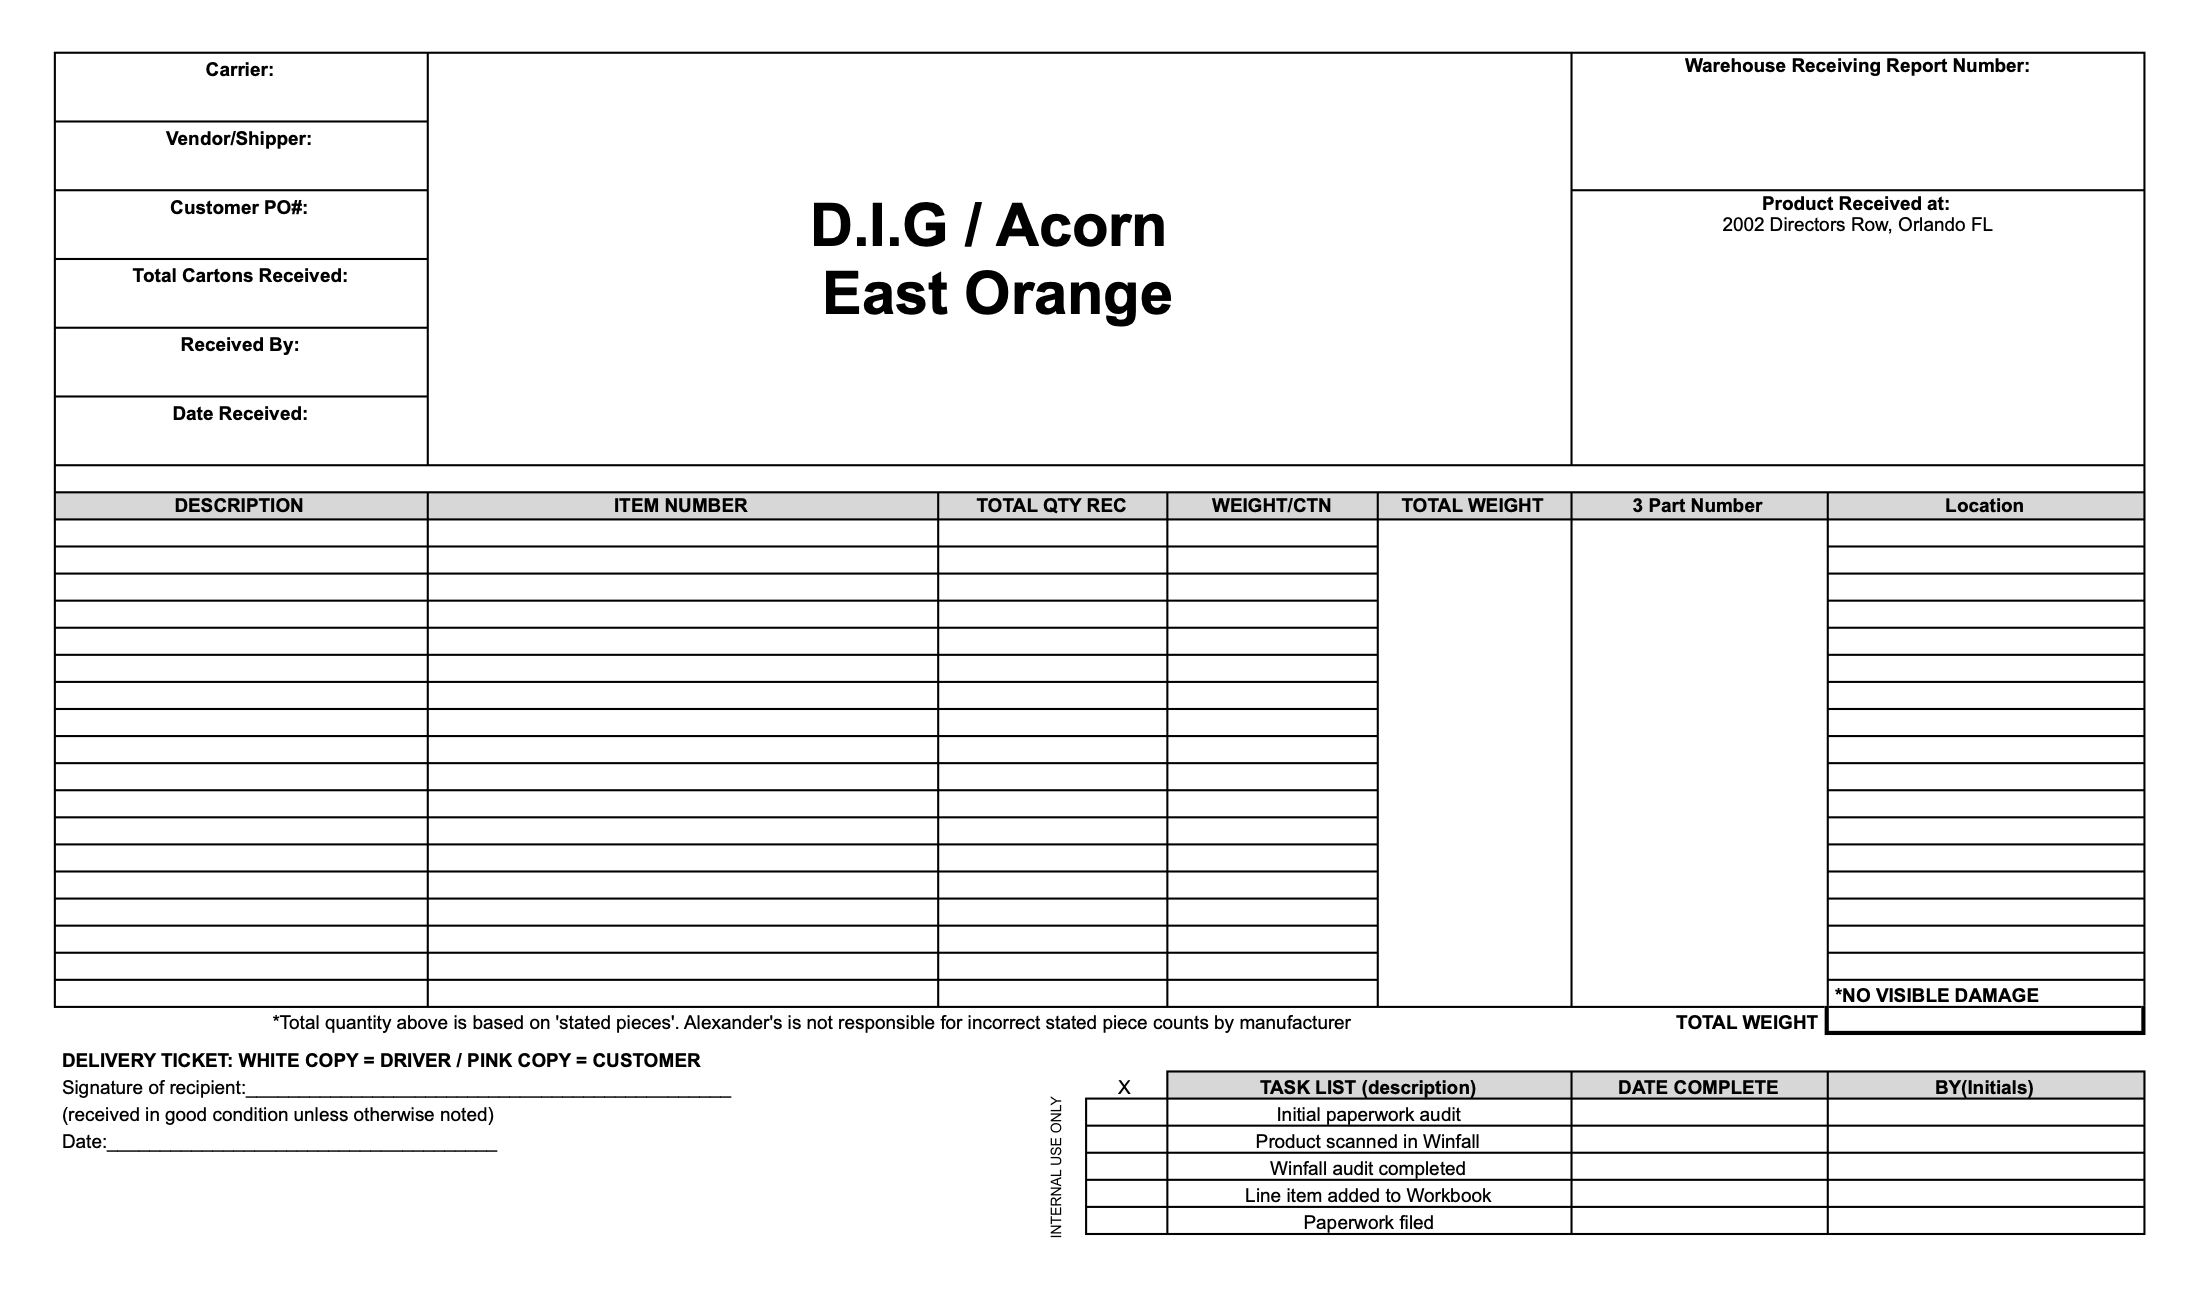 Carrier:
Vendor/Shipper:
Customer PO#:
Total Cartons Received:
Received By:
Date Received:
D.I.G / Acorn
East Orange
Warehouse Receiving Report Number:
Product Received at:
2002 Directors Row, Orlando FL
DESCRIPTION ITEM NUMBER TOTAL QTY REC WEIGHT/CTN TOTAL WEIGHT 3 Part Number Location
*NO VISIBLE DAMAGE
*Total quantity above is based on 'stated pieces'. Alexander's is not responsible for incorrect stated piece counts by manufacturer TOTAL WEIGHT
DELIVERY TICKET: WHITE COPY = DRIVER / PINK COPY = CUSTOMER
Signature of recipient:
(received in good condition unless otherwise noted)
Date:
INTERNAL USE ONLY
X TASK LIST (description) DATE COMPLETE BY(Initials)
Initial paperwork audit
Product scanned in Winfall
Winfall audit completed
Line item added to Workbook
Paperwork filed